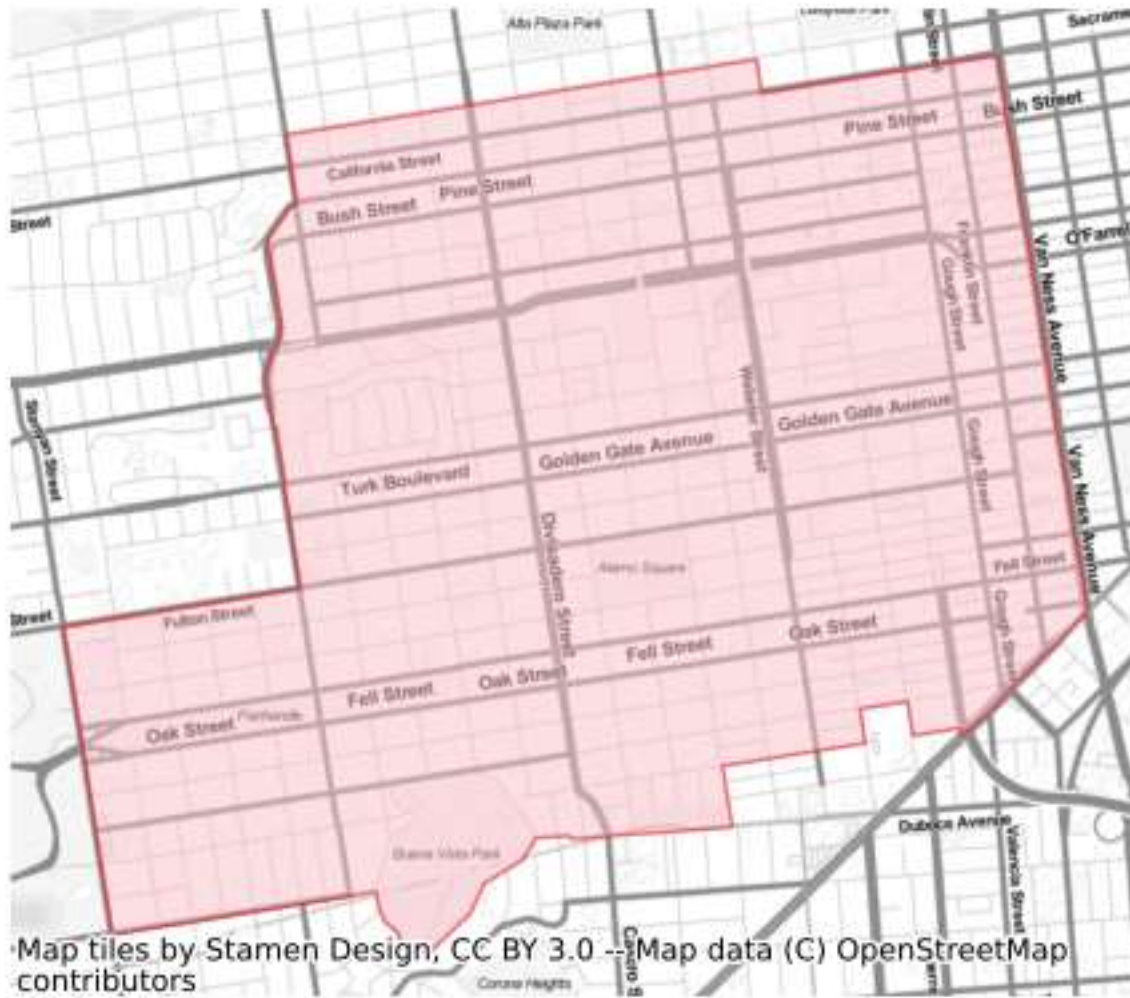 Alta Plaza Park
Sacrame
Bush Street
Pine Street
California Street
Pine Street
Bush Street
Street
O'Farrel
Franklin Street
Gough Street
Van Ness Avenue
Stanyan Street
Webster Street
Golden Gate Avenue
Golden Gate Avenue
Turk Boulevard
Gough Street
Van Ness Avenue
Divisadero Street
Alamo Square
Fell Street
Street
Fulton Street
Gough Street
Oak Street
Fell Street
Oak Street
Fell Street
Oak Street
Panhandle
Duboce Avenue
Valencia Street
Buena Vista Park
Map tiles by Stamen Design, CC BY 3.0 -- Map data (C) OpenStreetMap
contributors
Corona Heights